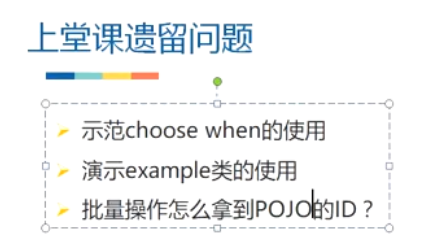 上堂课遗留问题
示范choose when的使用
演示example类的使用
批量操作怎么拿到POJO的ID？